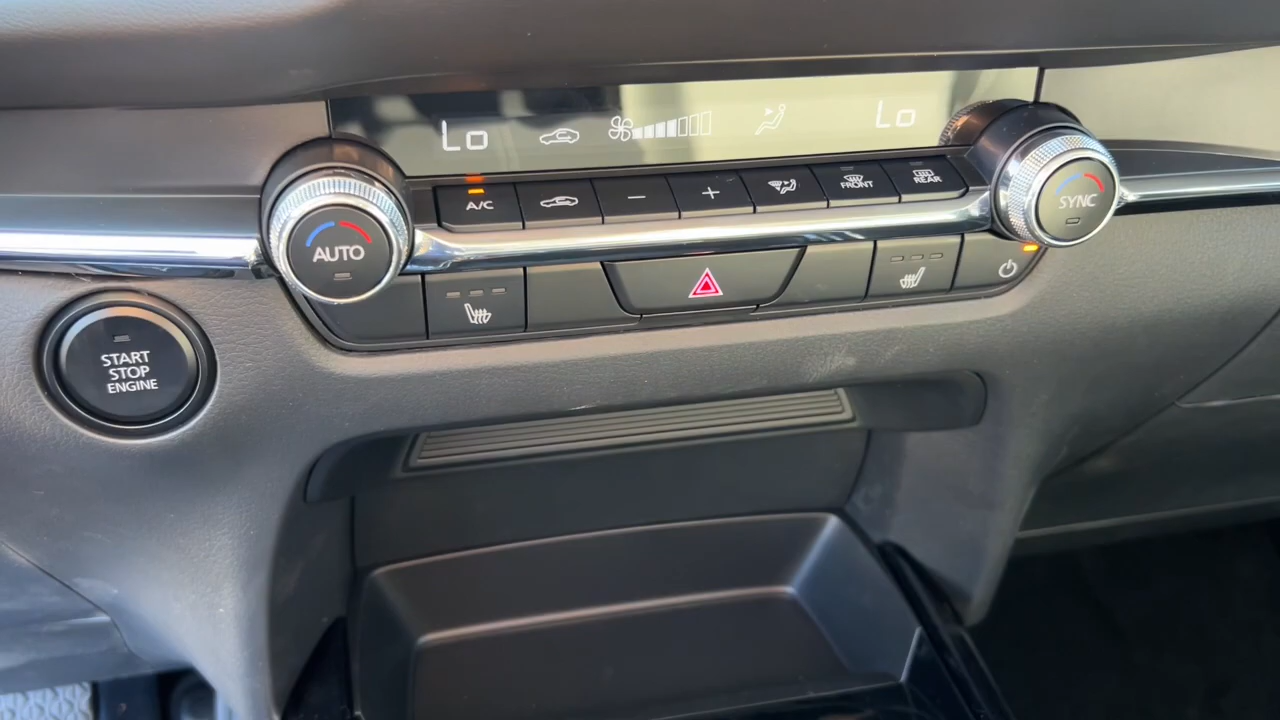 Lo
Lo
A/C
−
+
FRONT
REAR
AUTO
SYNC
START
STOP
ENGINE